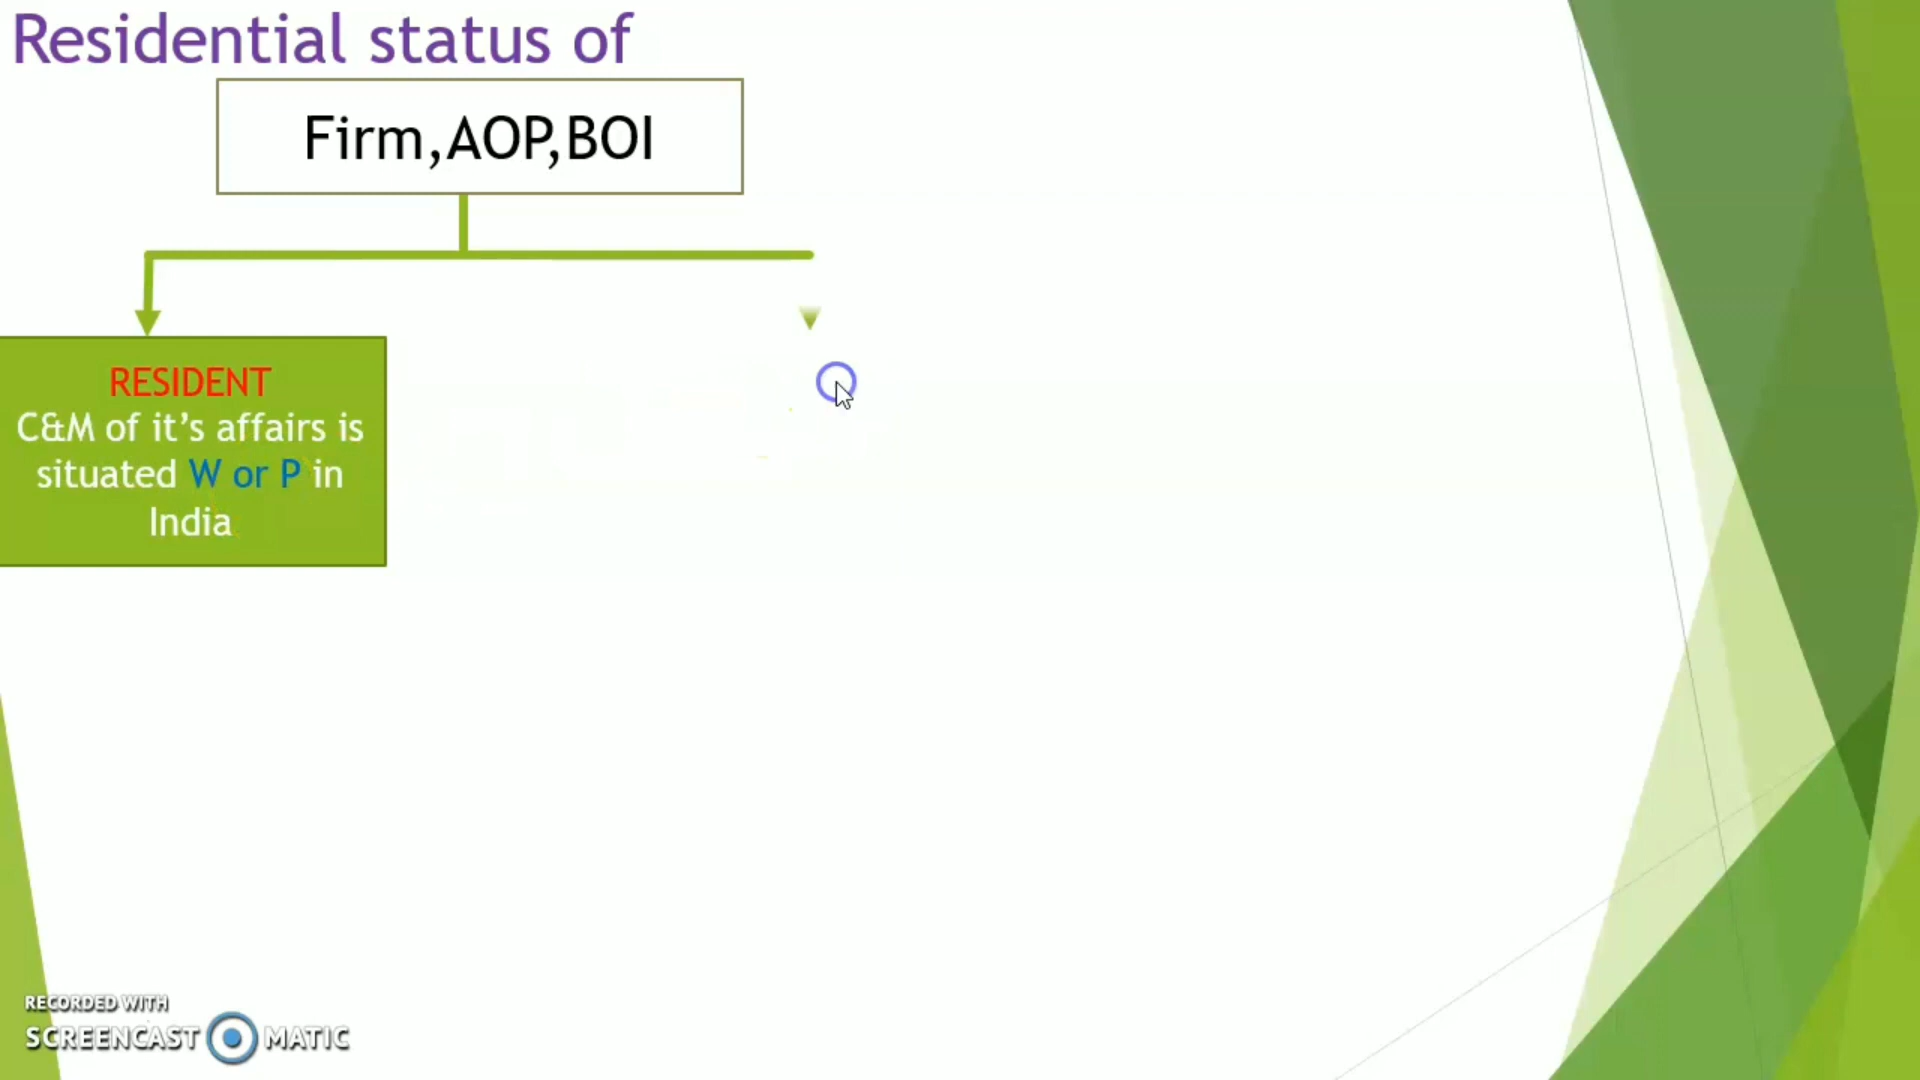 Residential status of
Firm,AOP,BOI
RESIDENT
C&M of it’s affairs is
situated W or P in
India
RECORDED WITH
SCREENCAST MATIC